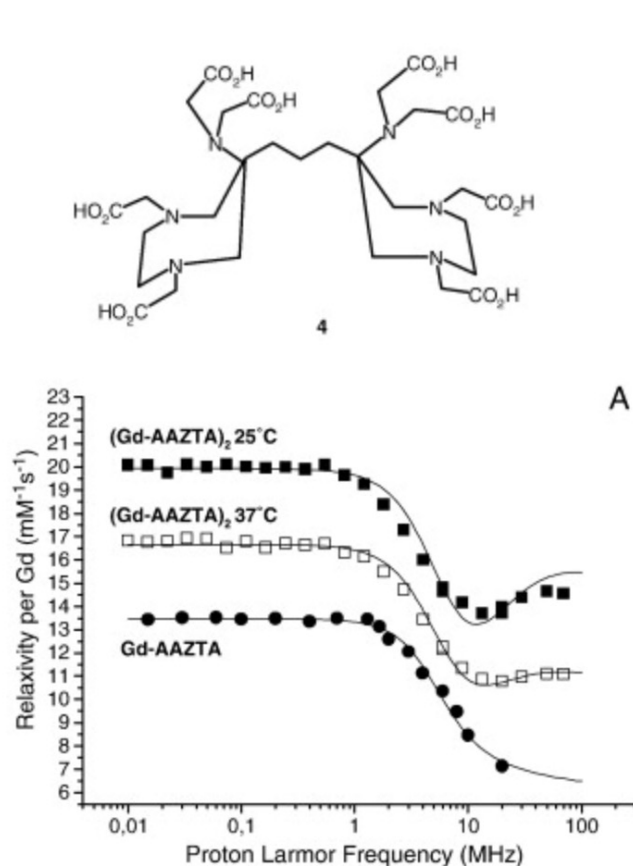 CO₂H CO₂H
CO₂H CO₂H
N N
HO₂C N N CO₂H
N N
HO₂C CO₂H
4
A
23
22
21
20
19
18
17
16
15
14
13
12
11
10
9
8
7
6
Relaxivity per Gd (mM⁻¹s⁻¹)
(Gd-AAZTA)₂ 25°C
(Gd-AAZTA)₂ 37°C
Gd-AAZTA
0,01 0,1 1 10 100
Proton Larmor Frequency (MHz)